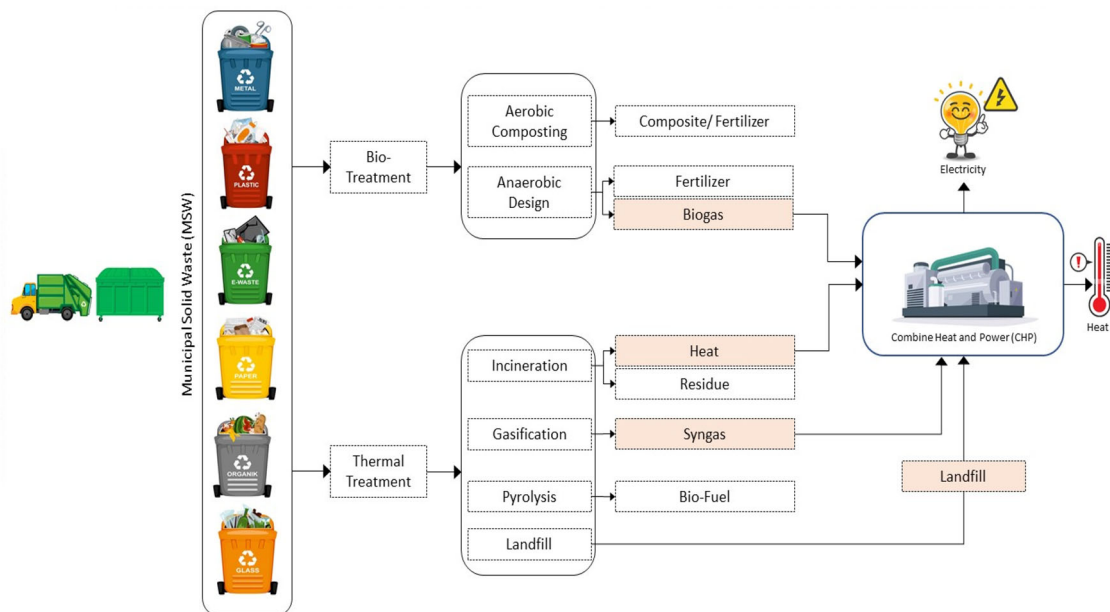 Municipal Solid Waste (MSW)
METAL
PLASTIC
E-WASTE
PAPER
ORGANIK
GLASS
Bio-
Treatment
Thermal
Treatment
Aerobic
Composting
Anaerobic
Design
Composite/ Fertilizer
Fertilizer
Biogas
Incineration
Gasification
Pyrolysis
Landfill
Heat
Residue
Syngas
Bio-Fuel
Landfill
Electricity
Combine Heat and Power (CHP)
!
Heat